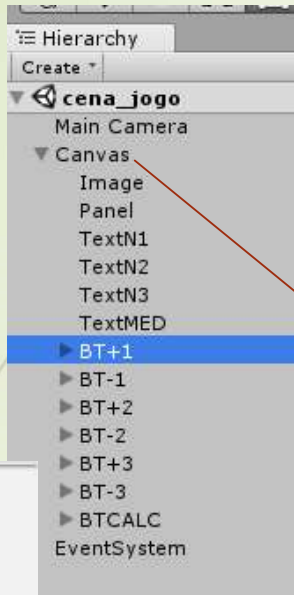 Hierarchy
Create
cena_jogo
Main Camera
Canvas
Image
Panel
TextN1
TextN2
TextN3
TextMED
BT+1
BT-1
BT+2
BT-2
BT+3
BT-3
BTCALC
EventSystem